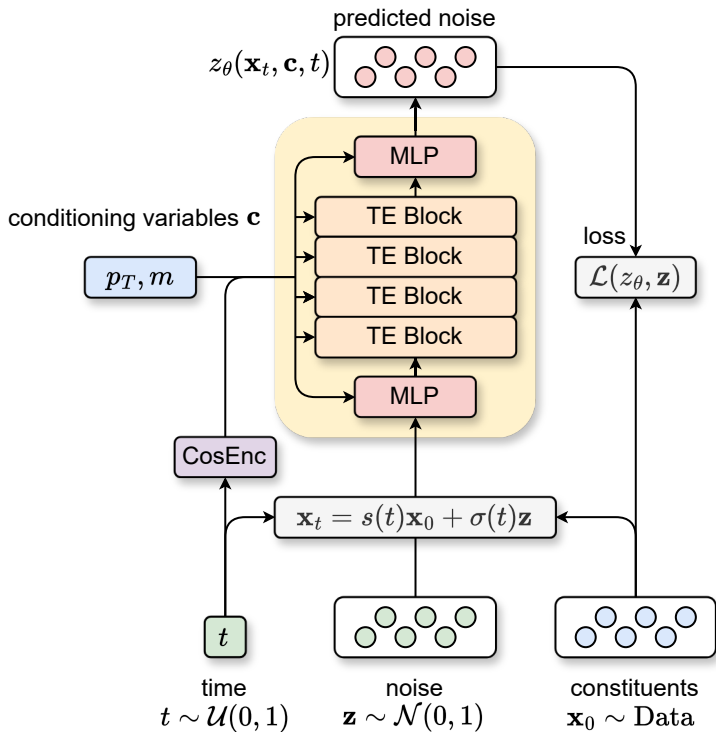 predicted noise
z_θ(𝐱_t, 𝐜, t)
MLP
TE Block
conditioning variables 𝐜
TE Block
loss
p_T, m
TE Block
ℒ(z_θ, 𝐳)
TE Block
MLP
CosEnc
𝐱_t = s(t)𝐱_0 + σ(t)𝐳
t
time
noise
constituents
t ∼ 𝒰(0, 1)
𝐳 ∼ 𝒩(0, 1)
𝐱_0 ∼ Data